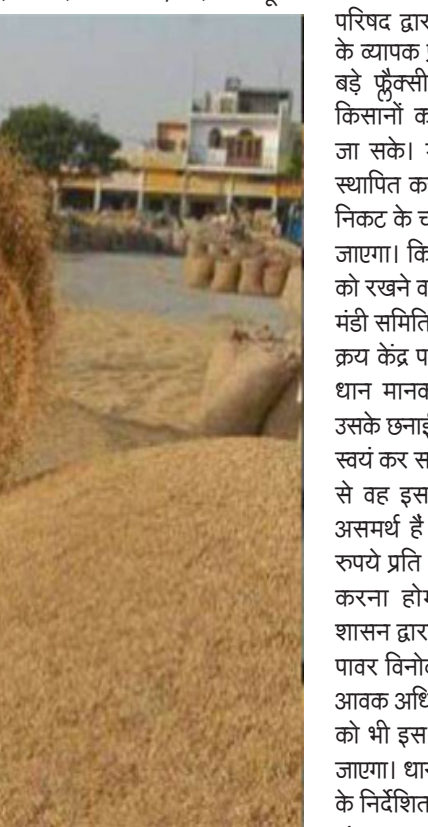 परिषद द्वार
के व्यापक
बड़े फ्लैक्सी
किसानों क
जा सके।
स्थापित क
निकट के च
जाएगा। कि
को रखने व
मंडी समिति
क्रय केंद्र प
धान मानव
उसके छनाई
स्वयं कर स
से वह इस
असमर्थ हैं
रुपये प्रति
करना होग
शासन द्वार
पावर विनो
आवक अधि
को भी इस
जाएगा। धान
के निर्देशित